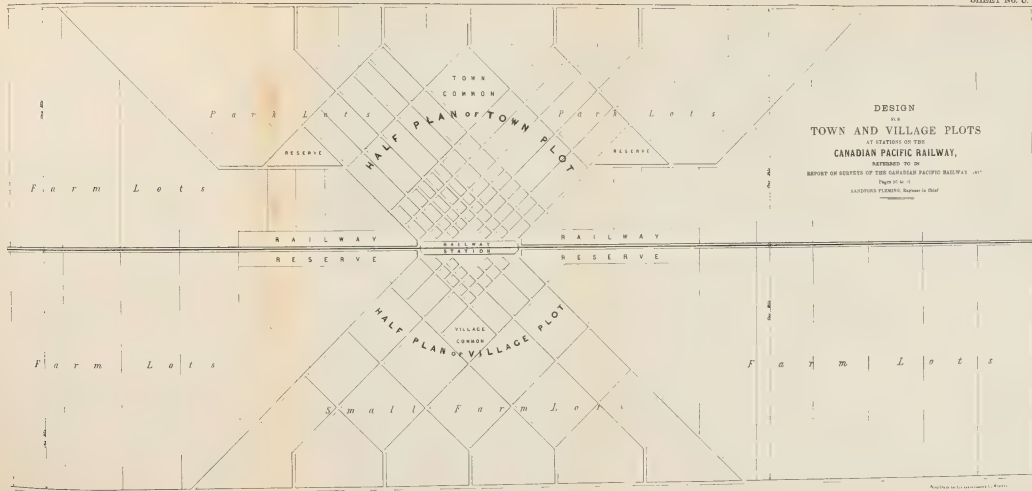 SHEET No.
TOWN
COMMON
Park Lots
HALF PLAN OF TOWN PLOT
Park Lots
RESERVE
RESERVE
DESIGN
FOR
TOWN AND VILLAGE PLOTS
AT STATIONS ON THE
CANADIAN PACIFIC RAILWAY,
REFERRED TO IN
REPORT ON SURVEYS OF THE CANADIAN PACIFIC RAILWAY
Pages to
SANDFORD FLEMING, Engineer in Chief
Farm Lots
RAILWAY
RESERVE
RAILWAY
STATION
RAILWAY
RESERVE
HALF PLAN OF VILLAGE PLOT
VILLAGE
COMMON
Farm Lots
Farm Lots
Small Farm Lots